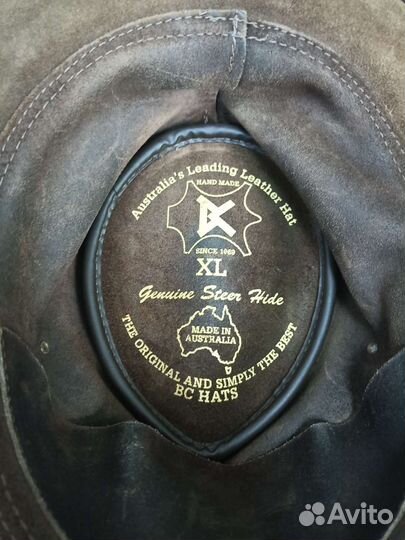 Australia's Leading Leather Hat
HAND MADE
BC
SINCE 1969
XL
Genuine Steer Hide
MADE IN
AUSTRALIA
THE ORIGINAL AND SIMPLY THE BEST
BC HATS
Avito